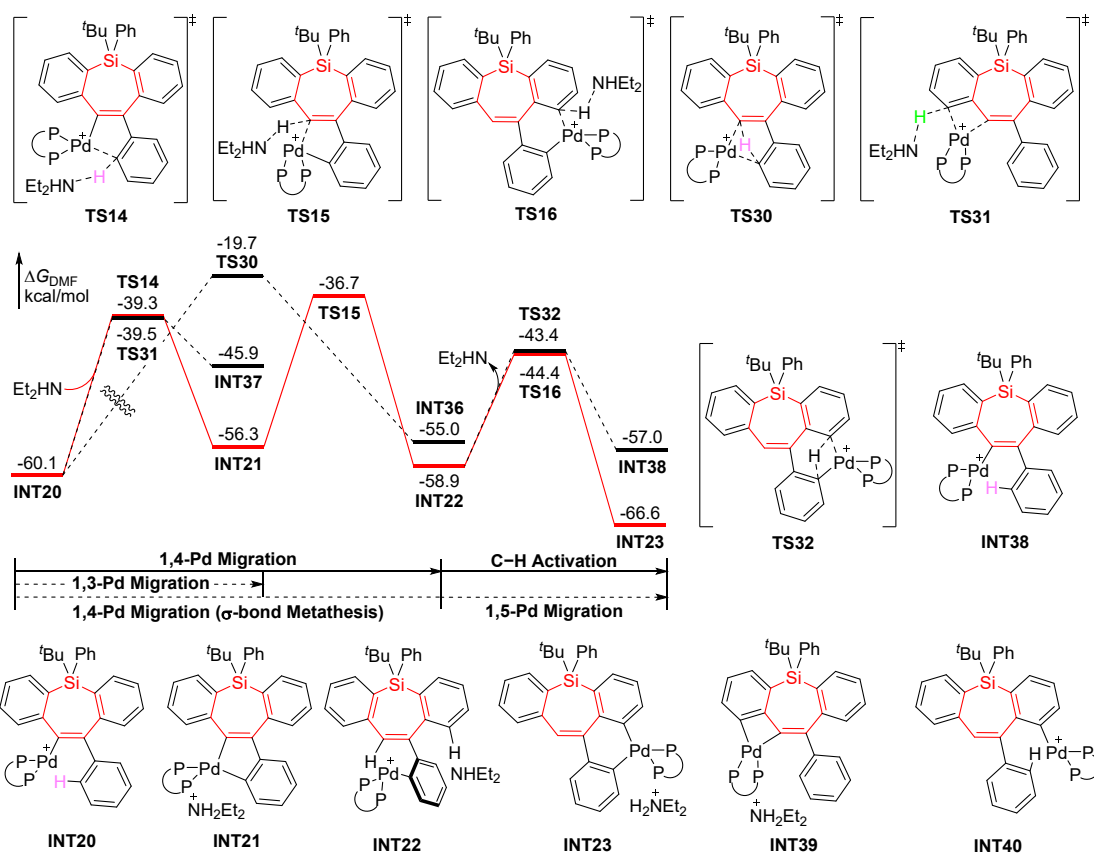 ‡
‡
‡
‡
‡
tBu Ph
Si
P P Pd +
Et2HN H
TS14
tBu Ph
Si
H
Et2HN Pd +
P P
TS15
tBu Ph
Si
NHEt2
H
+ Pd P P
TS16
tBu Ph
Si
H
P P Pd +
TS30
tBu Ph
Si
H
Et2HN Pd +
P P
TS31
ΔGDMF
kcal/mol
-19.7
TS30
TS14
-39.3
-39.5
TS31
-36.7
TS15
TS32
-43.4
-44.4
TS16
Et2HN
Et2HN
-45.9
INT37
INT36
-55.0
-56.3
INT21
-57.0
INT38
-58.9
INT22
-60.1
INT20
-66.6
INT23
1,4-Pd Migration
C−H Activation
1,3-Pd Migration
1,4-Pd Migration (σ-bond Metathesis)
1,5-Pd Migration
‡
tBu Ph
Si
H
+ Pd P P
TS32
tBu Ph
Si
P P Pd +
H
INT38
tBu Ph
Si
P P Pd +
H
INT20
tBu Ph
Si
P P Pd
+
NH2Et2
INT21
tBu Ph
Si
H H
Pd +
P P
NHEt2
INT22
tBu Ph
Si
Pd P P
+
H2NEt2
INT23
tBu Ph
Si
Pd
P P
+
NH2Et2
INT39
tBu Ph
Si
+
H Pd P P
INT40